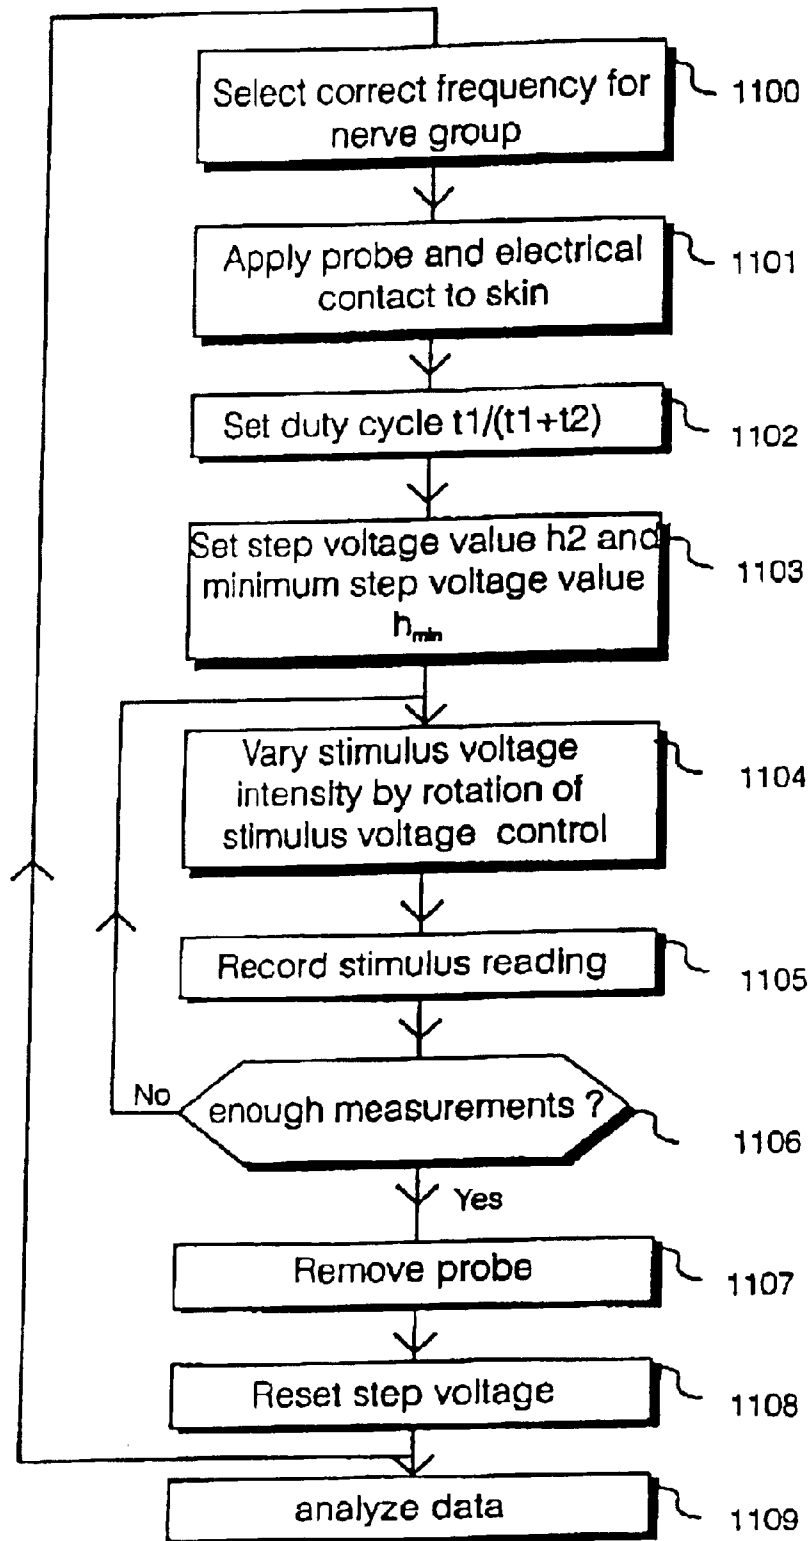 Select correct frequency for
nerve group
1100
Apply probe and electrical
contact to skin
1101
Set duty cycle t1/(t1+t2)
1102
Set step voltage value h2 and
minimum step voltage value
hmin
1103
Vary stimulus voltage
intensity by rotation of
stimulus voltage control
1104
Record stimulus reading
1105
No
enough measurements ?
1106
Yes
Remove probe
1107
Reset step voltage
1108
analyze data
1109